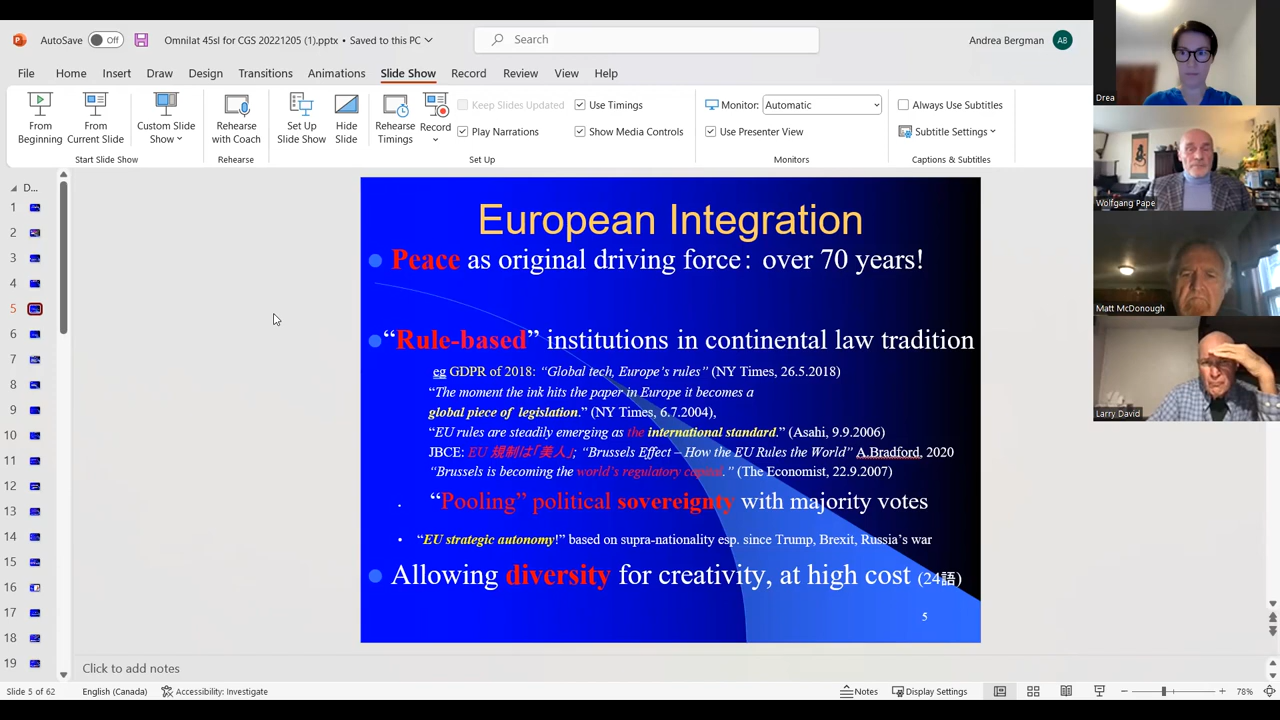 AutoSave Off Omnilat 45sl for CGS 20221205 (1).pptx • Saved to this PC Search Andrea Bergman AB
File Home Insert Draw Design Transitions Animations Slide Show Record Review View Help
From Beginning
From Current Slide
Custom Slide Show
Start Slide Show
Rehearse with Coach
Rehearse
Set Up Slide Show
Hide Slide
Rehearse Timings
Record
Keep Slides Updated
Play Narrations
Use Timings
Show Media Controls
Set Up
Monitor: Automatic
Use Presenter View
Monitors
Always Use Subtitles
Subtitle Settings
Captions & Subtitles
D...
1
2
3
4
5
6
7
8
9
10
11
12
13
14
15
16
17
18
19
European Integration
Peace as original driving force: over 70 years!
“Rule-based” institutions in continental law tradition
eg GDPR of 2018: “Global tech, Europe's rules” (NY Times, 26.5.2018)
“The moment the ink hits the paper in Europe it becomes a
global piece of legislation.” (NY Times, 6.7.2004),
“EU rules are steadily emerging as the international standard.” (Asahi, 9.9.2006)
JBCE: EU 規制は｢美人｣; “Brussels Effect – How the EU Rules the World” A.Bradford, 2020
“Brussels is becoming the world's regulatory capital.” (The Economist, 22.9.2007)
• “Pooling” political sovereignty with majority votes
• “EU strategic autonomy!” based on supra-nationality esp. since Trump, Brexit, Russia's war
Allowing diversity for creativity, at high cost (24語)
5
Click to add notes
Slide 5 of 62 English (Canada) Accessibility: Investigate Notes Display Settings 78%
Drea
Wolfgang Pape
Matt McDonough
Larry David